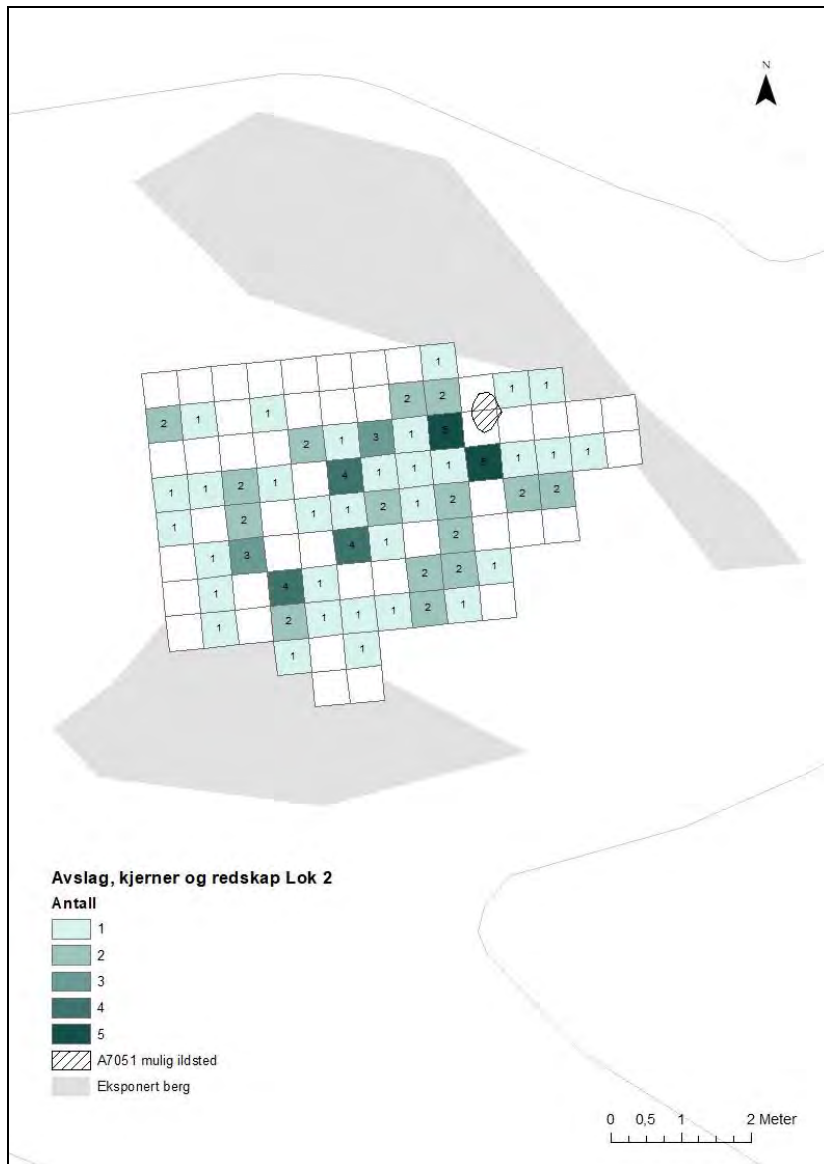 N
1
2 1 1 2 2 1 1
2 1 3 1 5
1 1 2 1 4 1 1 1 5 1 1 1
1 2 1 1 2 1 2 2 2
1 3 4 1 2
1 4 1 2 2 1
1 2 1 1 1 2 1
1 1
Avslag, kjerner og redskap Lok 2
Antall
1
2
3
4
5
A7051 mulig ildsted
Eksponert berg
0 0,5 1 2 Meter